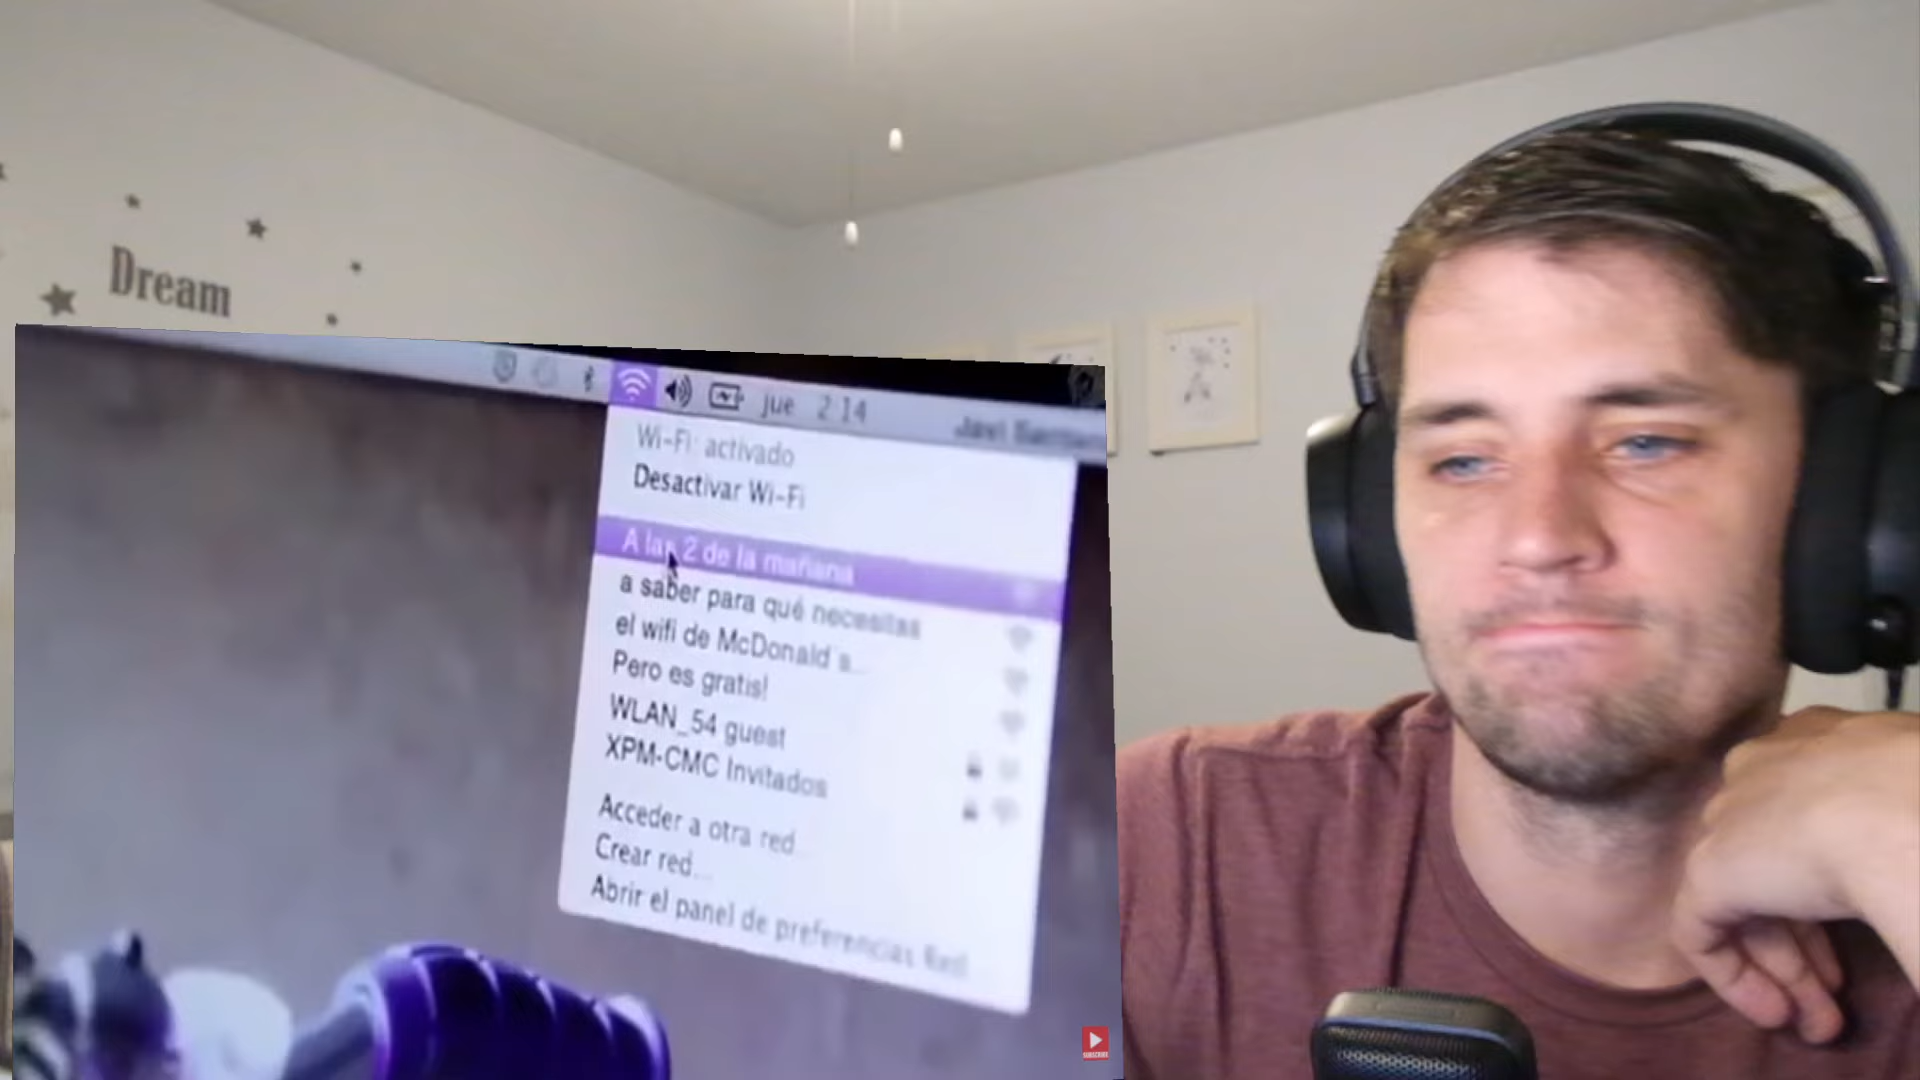 Dream
jue 2:14
Wi-Fi: activado
Desactivar Wi-Fi
A las 2 de la mañana
a saber para qué necesitas
el wifi de McDonald's...
Pero es gratis!
WLAN_54 guest
XPM-CMC Invitados
Acceder a otra red...
Crear red...
Abrir el panel de preferencias Red
SUBSCRIBE